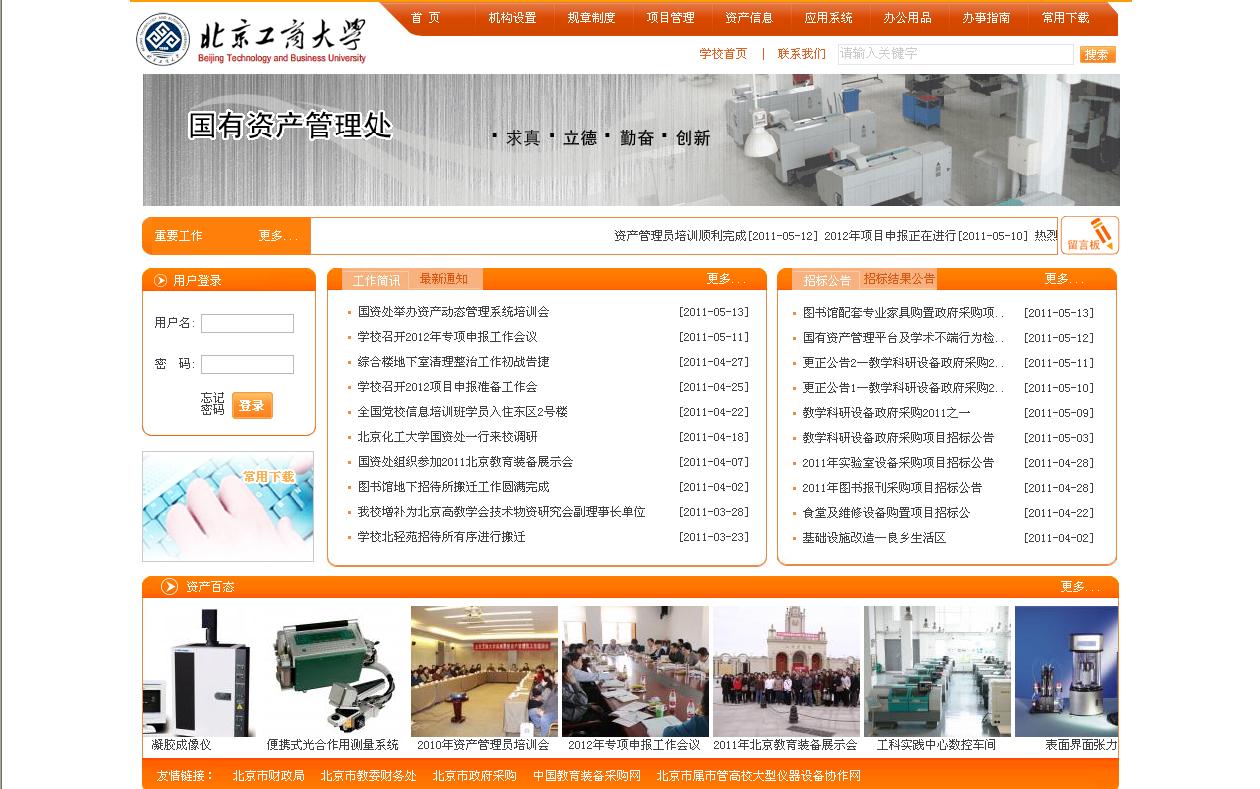 首 页 机构设置 规章制度 项目管理 资产信息 应用系统 办公用品 办事指南 常用下载
北京工商大学
Beijing Technology and Business University
学校首页 | 联系我们 请输入关键字 搜索
国有资产管理处
· 求真 · 立德 · 勤奋 · 创新
重要工作 更多... 资产管理员培训顺利完成[2011-05-12] 2012年项目申报正在进行[2011-05-10] 热烈
留言板
用户登录
用户名:
密 码:
忘记密码 登录
常用下载
工作简讯 最新通知 更多...
国资处举办资产动态管理系统培训会 [2011-05-13]
学校召开2012年专项申报工作会议 [2011-05-11]
综合楼地下室清理整治工作初战告捷 [2011-04-27]
学校召开2012项目申报准备工作会 [2011-04-25]
全国党校信息培训班学员入住东区2号楼 [2011-04-22]
北京化工大学国资处一行来校调研 [2011-04-18]
国资处组织参加2011北京教育装备展示会 [2011-04-07]
图书馆地下招待所搬迁工作圆满完成 [2011-04-02]
我校增补为北京高教学会技术物资研究会副理事长单位 [2011-03-28]
学校北轻苑招待所有序进行搬迁 [2011-03-23]
招标公告 招标结果公告 更多...
图书馆配套专业家具购置政府采购项.. [2011-05-13]
国有资产管理平台及学术不端行为检.. [2011-05-12]
更正公告2—教学科研设备政府采购2.. [2011-05-11]
更正公告1—教学科研设备政府采购2.. [2011-05-10]
教学科研设备政府采购2011之一 [2011-05-09]
教学科研设备政府采购项目招标公告 [2011-05-03]
2011年实验室设备采购项目招标公告 [2011-04-28]
2011年图书报刊采购项目招标公告 [2011-04-28]
食堂及维修设备购置项目招标公 [2011-04-22]
基础设施改造—良乡生活区 [2011-04-02]
资产百态 更多...
凝胶成像仪 便携式光合作用测量系统 2010年资产管理员培训会 2012年专项申报工作会议 2011年北京教育装备展示会 工科实践中心数控车间 表面界面张力
友情链接： 北京市财政局 北京市教委财务处 北京市政府采购 中国教育装备采购网 北京市属市管高校大型仪器设备协作网